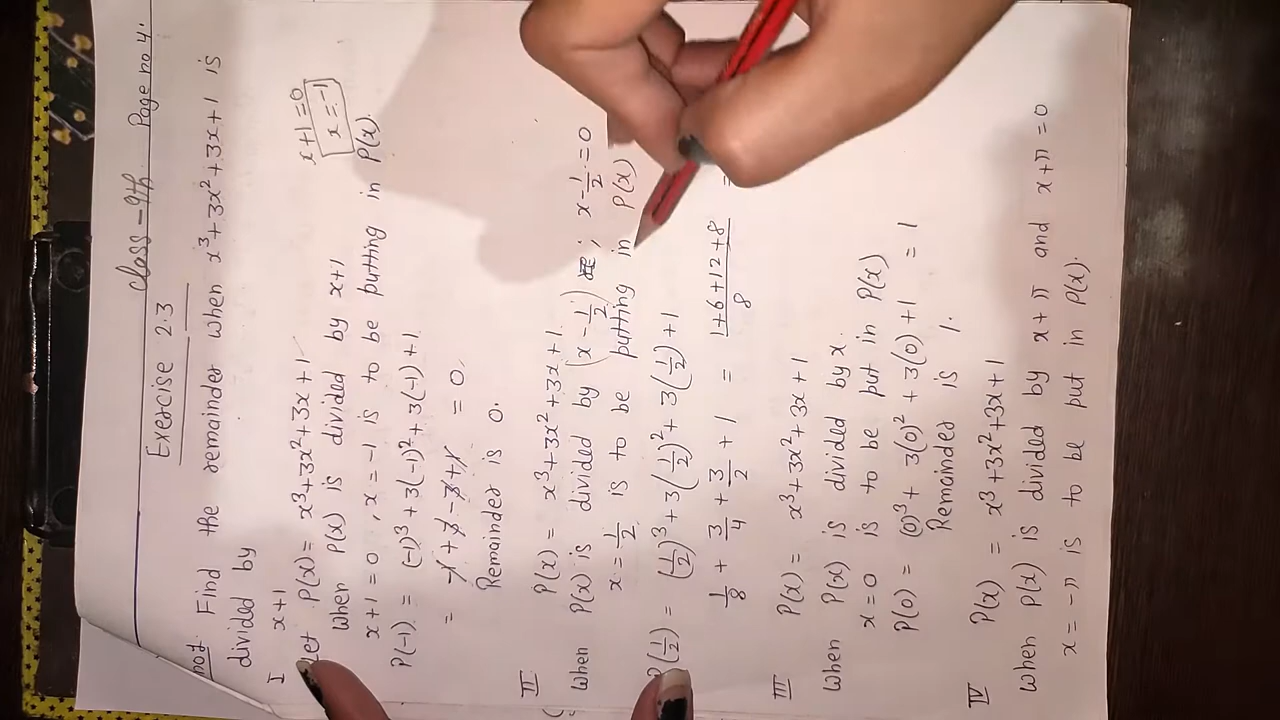 class-9th Page no 4.
Exercise 2.3
no 1. Find the remainder when x³+3x²+3x+1 is
divided by
I x+1
Let P(x) = x³+3x²+3x+1
x+1=0
x=-1
When P(x) is divided by x+1
x+1=0, x=-1 is to be putting in P(x).
P(-1) = (-1)³+3(-1)²+3(-1)+1
= -1+3-3+1 = 0
Remainder is 0.
II P(x) = x³+3x²+3x+1.
When P(x) is divided by (x-1/2) ; x-1/2=0
x=1/2 is to be putting in P(x)
P(1/2) = (1/2)³+3(1/2)²+3(1/2)+1
1/8 + 3/4 + 3/2 + 1 = 1+6+12+8/8 =
III P(x) = x³+3x²+3x+1
When P(x) is divided by x
x=0 is to be put in P(x)
P(0) = (0)³+3(0)²+3(0)+1 = 1
Remainder is 1.
IV P(x) = x³+3x²+3x+1
When P(x) is divided by x+π and x+π=0
x=-π is to be put in P(x).